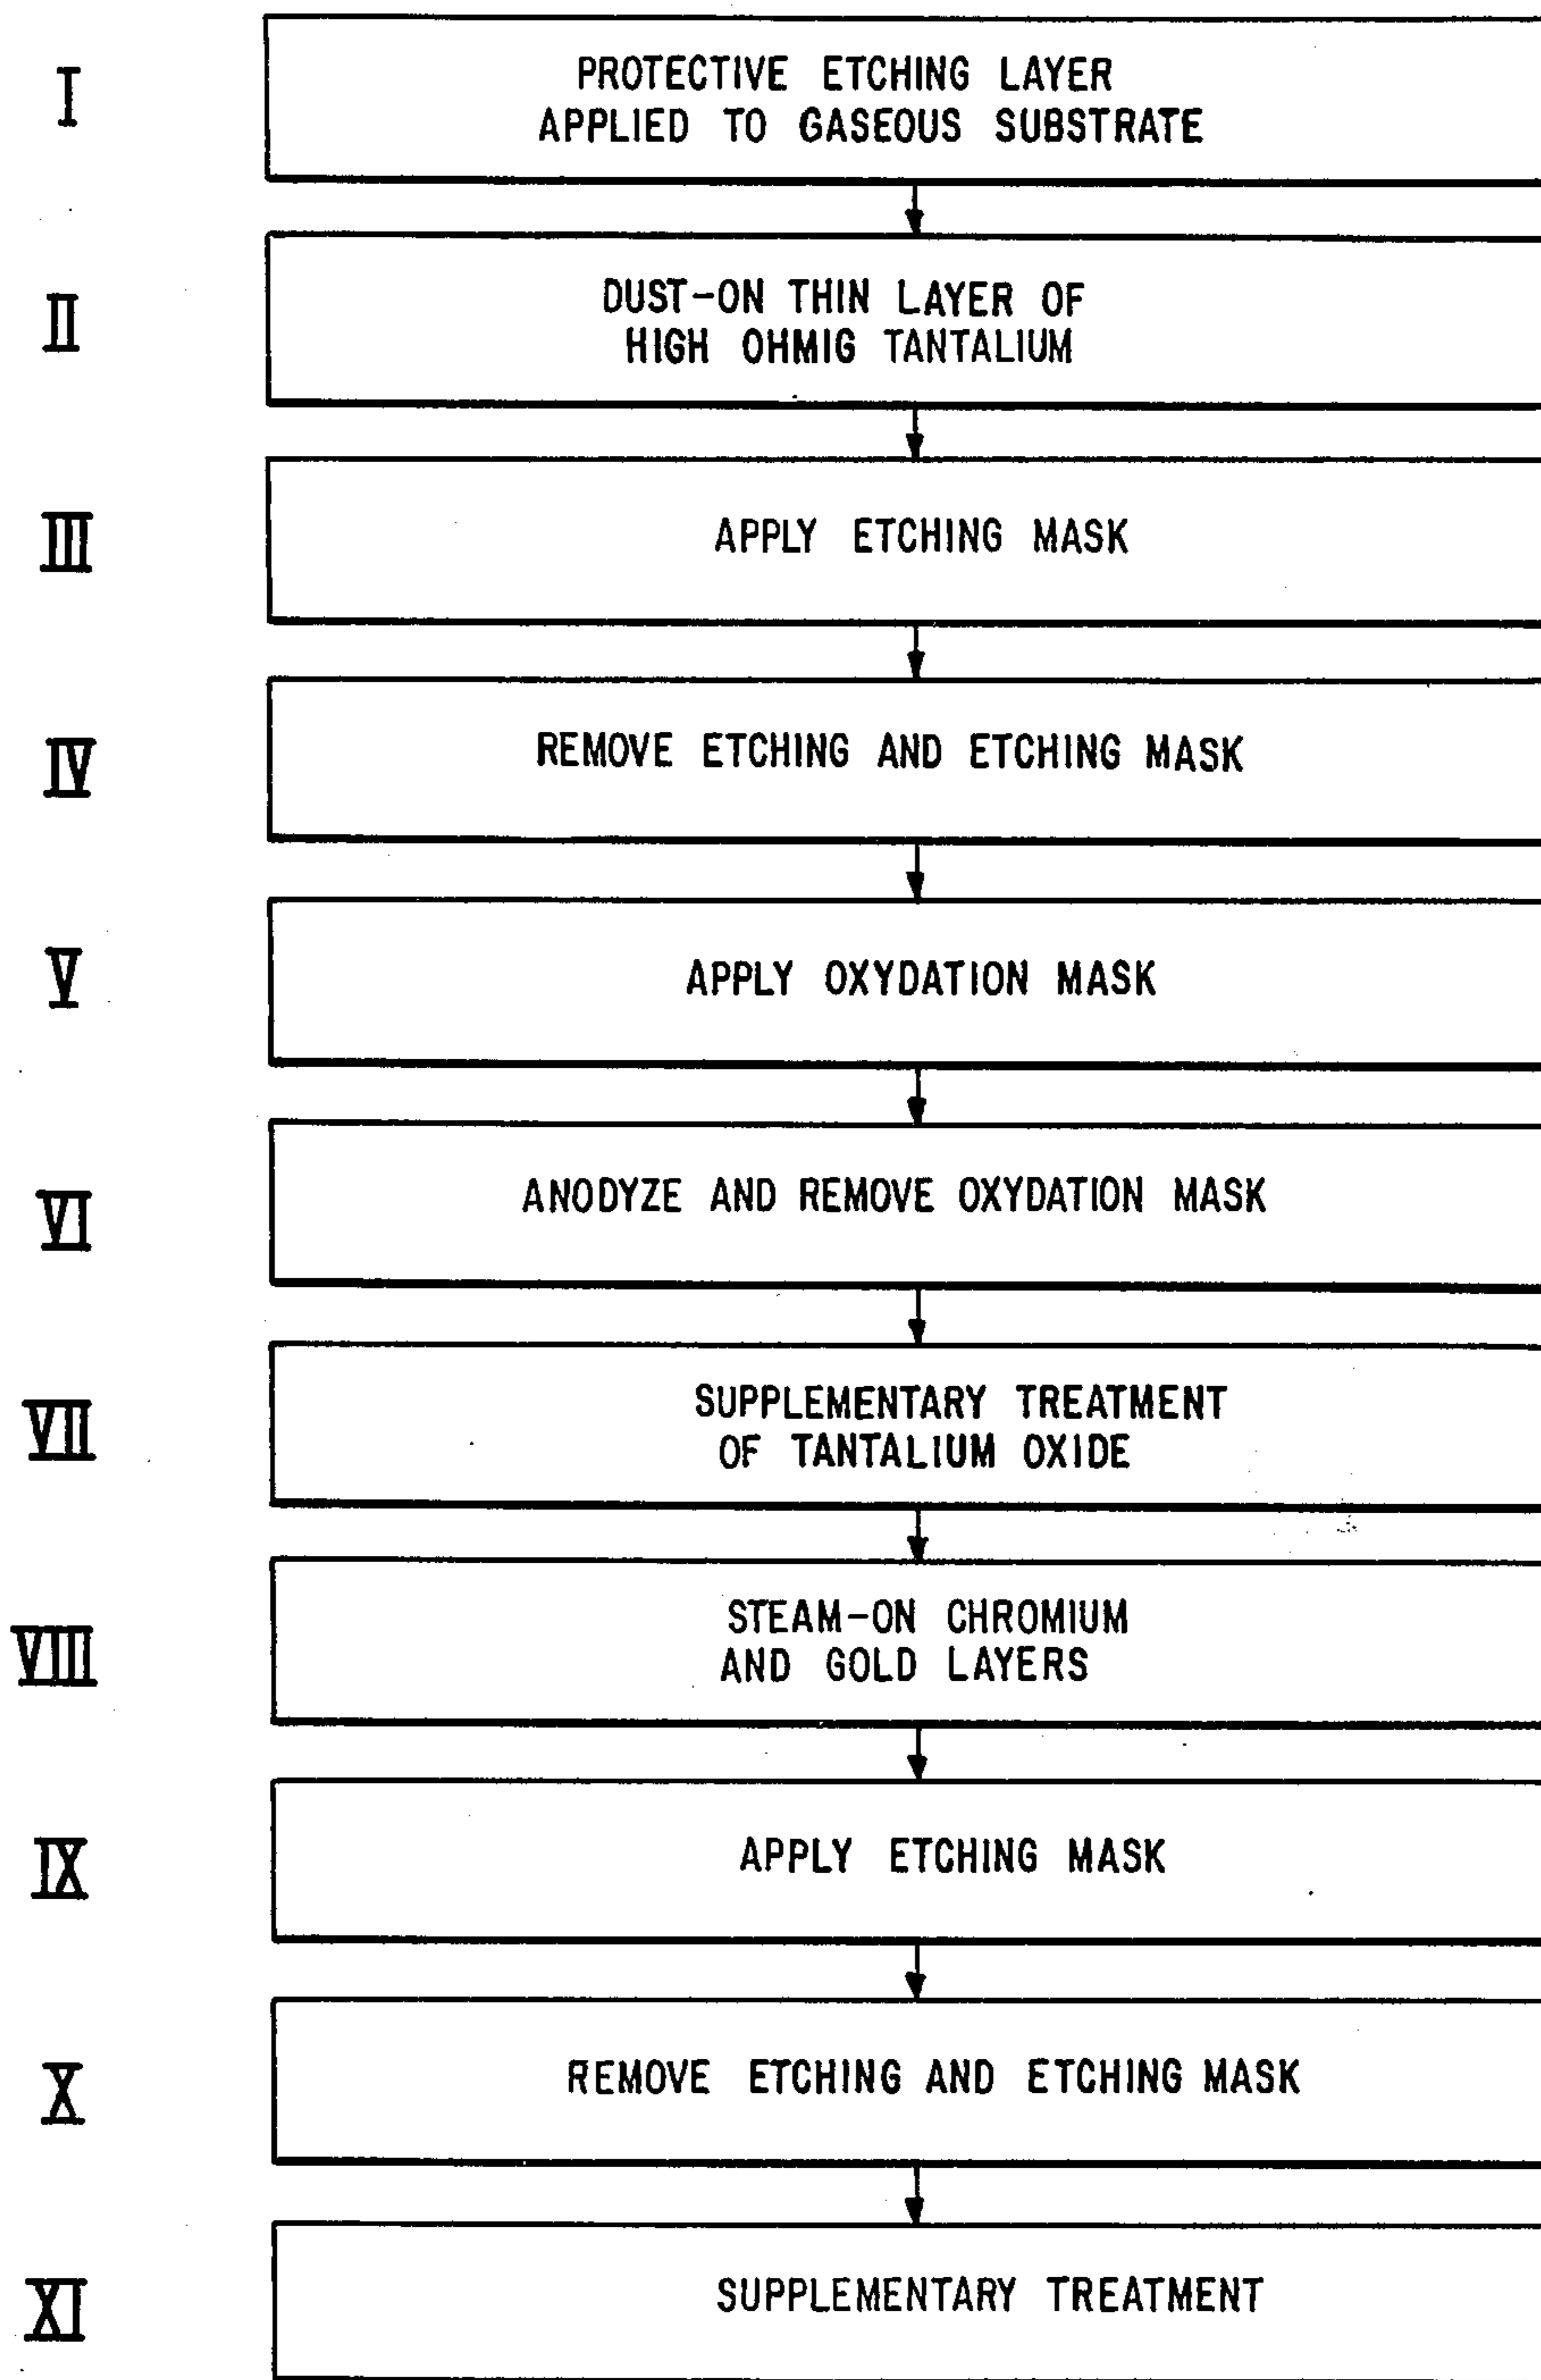 I
PROTECTIVE ETCHING LAYER
APPLIED TO GASEOUS SUBSTRATE
II
DUST-ON THIN LAYER OF
HIGH OHMIG TANTALIUM
III
APPLY ETCHING MASK
IV
REMOVE ETCHING AND ETCHING MASK
V
APPLY OXYDATION MASK
VI
ANODYZE AND REMOVE OXYDATION MASK
VII
SUPPLEMENTARY TREATMENT
OF TANTALIUM OXIDE
VIII
STEAM-ON CHROMIUM
AND GOLD LAYERS
IX
APPLY ETCHING MASK
X
REMOVE ETCHING AND ETCHING MASK
XI
SUPPLEMENTARY TREATMENT